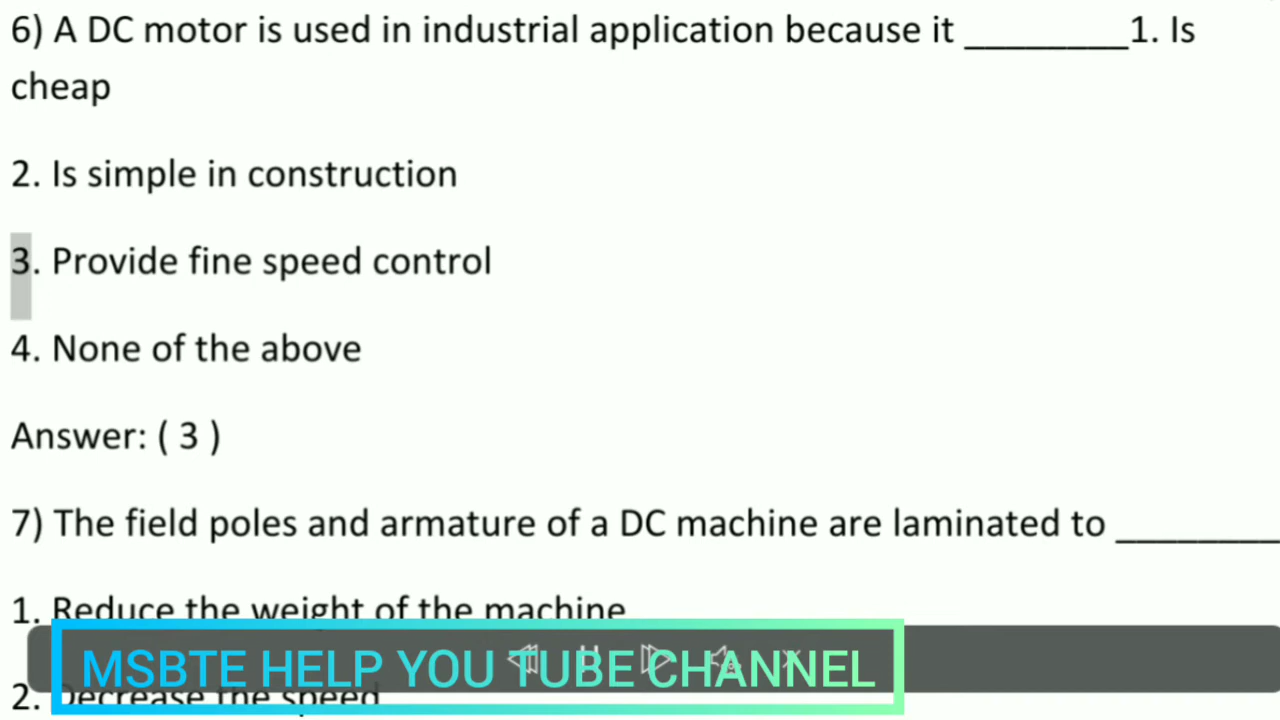 6) A DC motor is used in industrial application because it ________1. Is
cheap
2. Is simple in construction
3. Provide fine speed control
4. None of the above
Answer: ( 3 )
7) The field poles and armature of a DC machine are laminated to ________
1. Reduce the weight of the machine
2. Decrease the speed
MSBTE HELP YOU TUBE CHANNEL